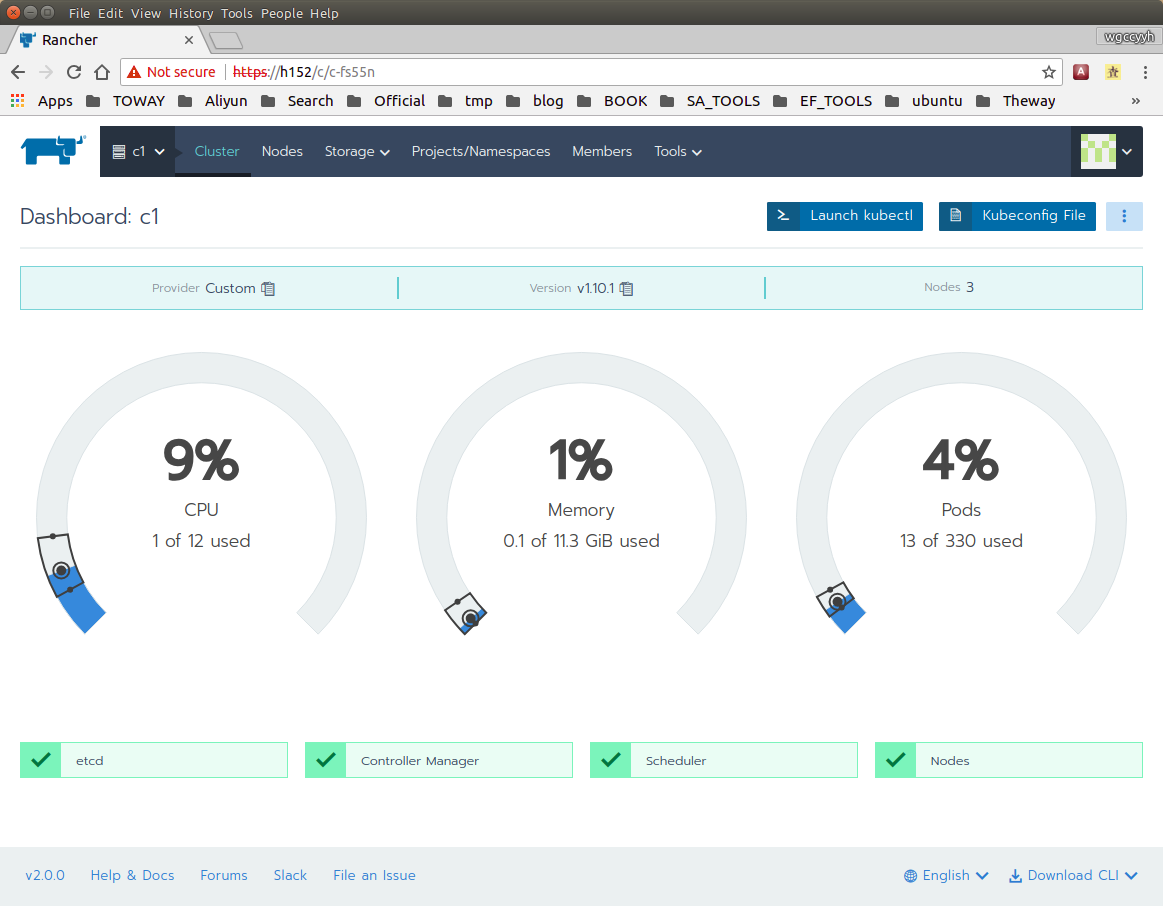 File Edit View History Tools People Help
Rancher
wgccyyh
Not secure https://h152/c/c-fs55n
Apps TOWAY Aliyun Search Official tmp blog BOOK SA_TOOLS EF_TOOLS ubuntu Theway »
c1 Cluster Nodes Storage Projects/Namespaces Members Tools
Dashboard: c1
Launch kubectl Kubeconfig File
Provider Custom Version v1.10.1 Nodes 3
9% 1% 4%
CPU Memory Pods
1 of 12 used 0.1 of 11.3 GiB used 13 of 330 used
etcd Controller Manager Scheduler Nodes
v2.0.0 Help & Docs Forums Slack File an Issue English Download CLI